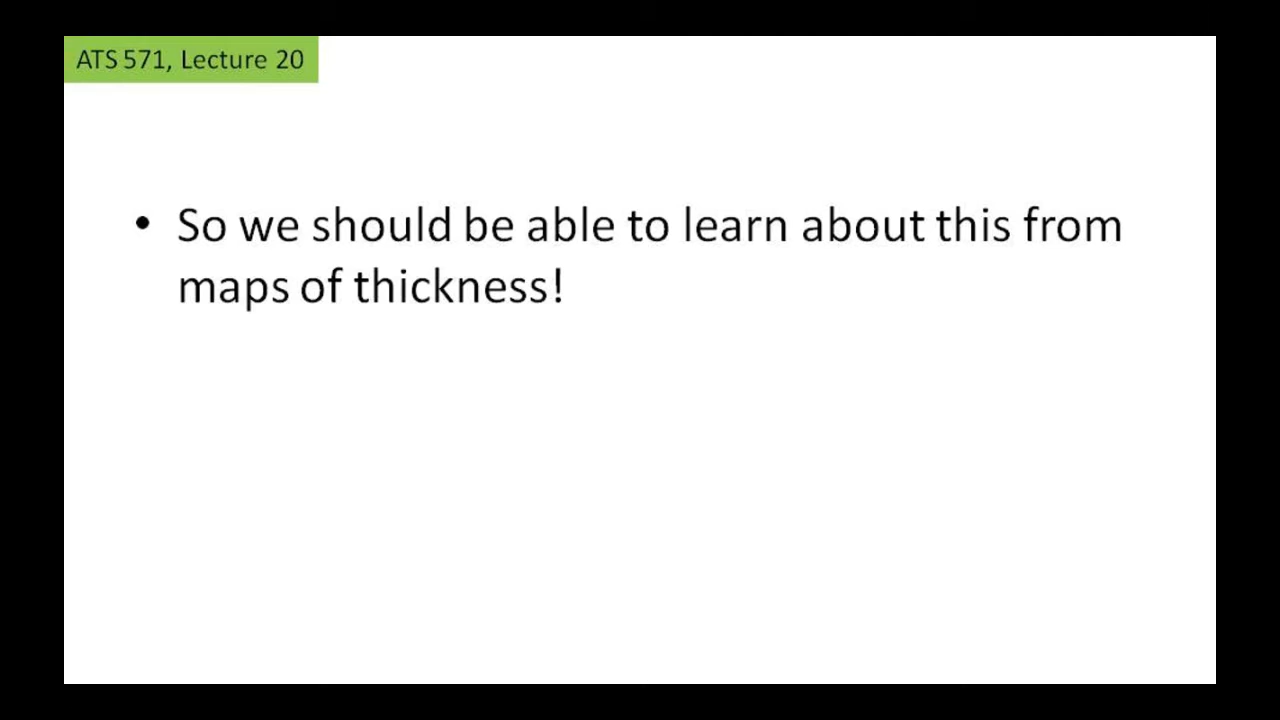 ATS 571, Lecture 20
• So we should be able to learn about this from
maps of thickness!